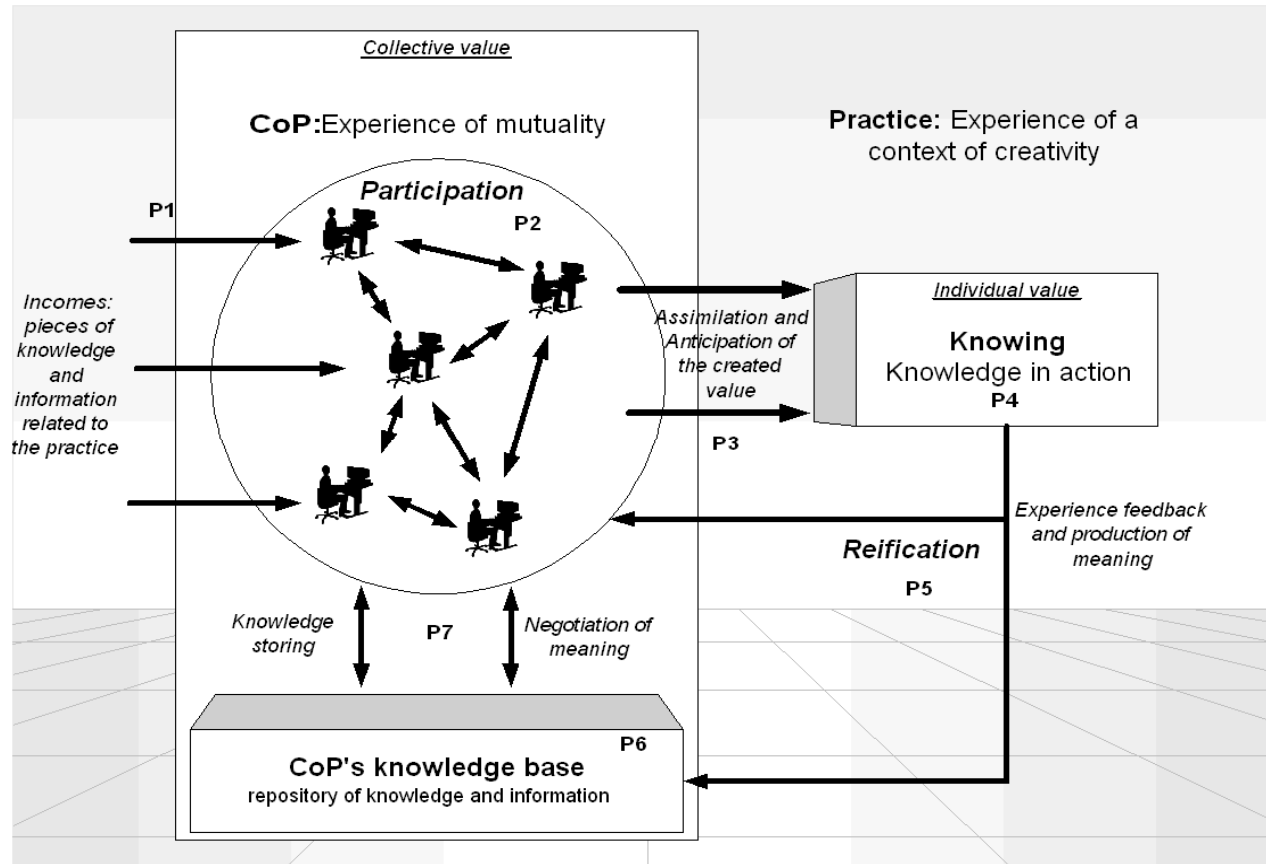 Collective value
CoP:Experience of mutuality
Practice: Experience of a
context of creativity
Participation
P1
P2
Incomes:
pieces of
knowledge
and
information
related to
the practice
Assimilation and
Anticipation of
the created
value
P3
Individual value
Knowing
Knowledge in action
P4
Experience feedback
and production of
meaning
Reification
P5
Knowledge
storing
P7
Negotiation of
meaning
P6
CoP's knowledge base
repository of knowledge and information